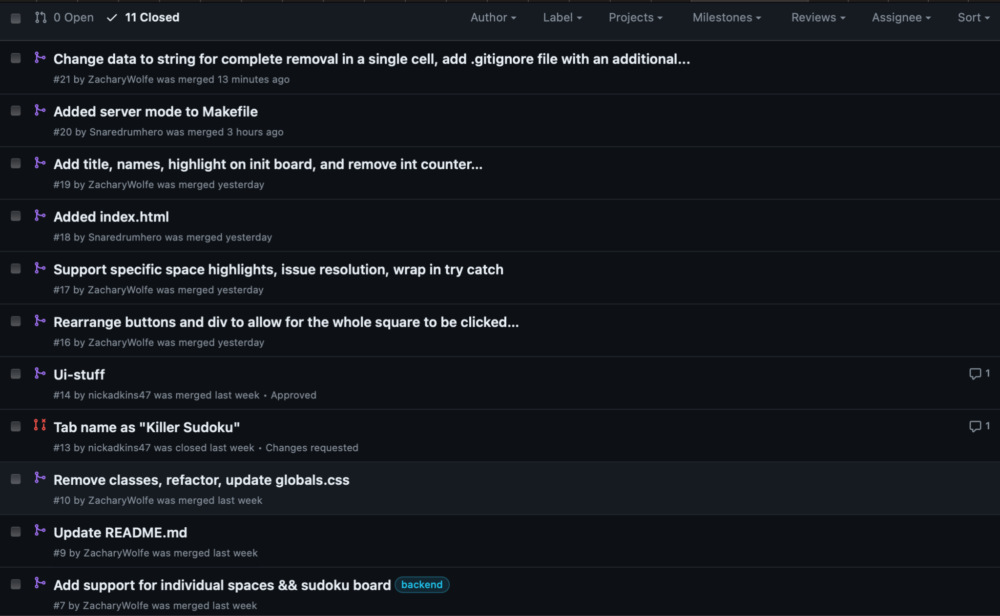 0 Open 11 Closed Author Label Projects Milestones Reviews Assignee Sort
Change data to string for complete removal in a single cell, add .gitignore file with an additional...
#21 by ZacharyWolfe was merged 13 minutes ago
Added server mode to Makefile
#20 by Snaredrumhero was merged 3 hours ago
Add title, names, highlight on init board, and remove int counter...
#19 by ZacharyWolfe was merged yesterday
Added index.html
#18 by Snaredrumhero was merged yesterday
Support specific space highlights, issue resolution, wrap in try catch
#17 by ZacharyWolfe was merged yesterday
Rearrange buttons and div to allow for the whole square to be clicked...
#16 by ZacharyWolfe was merged yesterday
Ui-stuff 1
#14 by nickadkins47 was merged last week • Approved
Tab name as "Killer Sudoku" 1
#13 by nickadkins47 was closed last week • Changes requested
Remove classes, refactor, update globals.css
#10 by ZacharyWolfe was merged last week
Update README.md
#9 by ZacharyWolfe was merged last week
Add support for individual spaces && sudoku board backend
#7 by ZacharyWolfe was merged last week